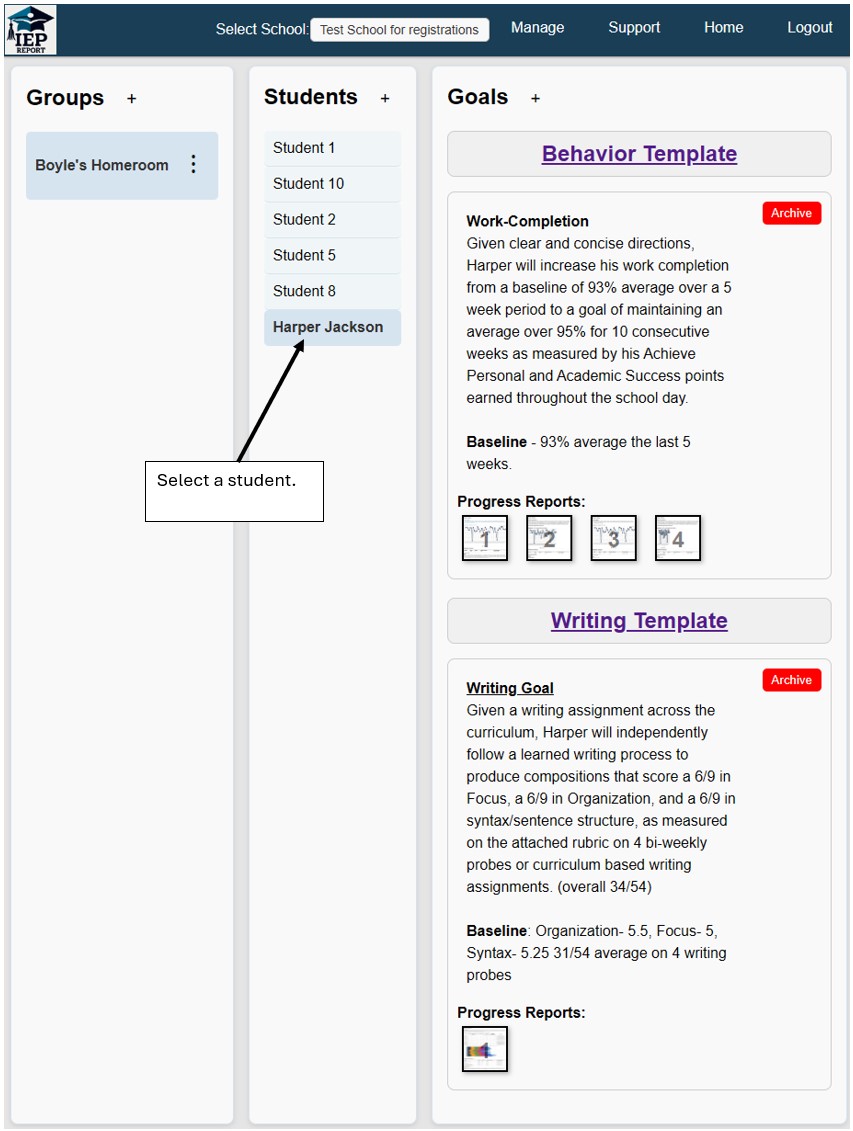 IEP
REPORT
Select School: Test School for registrations
Manage
Support
Home
Logout
Groups +
Boyle's Homeroom
Students +
Student 1
Student 10
Student 2
Student 5
Student 8
Harper Jackson
Select a student.
Goals +
Behavior Template
Archive
Work-Completion
Given clear and concise directions,
Harper will increase his work completion
from a baseline of 93% average over a 5
week period to a goal of maintaining an
average over 95% for 10 consecutive
weeks as measured by his Achieve
Personal and Academic Success points
earned throughout the school day.
Baseline - 93% average the last 5
weeks.
Progress Reports:
1
2
3
4
Writing Template
Archive
Writing Goal
Given a writing assignment across the
curriculum, Harper will independently
follow a learned writing process to
produce compositions that score a 6/9 in
Focus, a 6/9 in Organization, and a 6/9 in
syntax/sentence structure, as measured
on the attached rubric on 4 bi-weekly
probes or curriculum based writing
assignments. (overall 34/54)
Baseline: Organization- 5.5, Focus- 5,
Syntax- 5.25 31/54 average on 4 writing
probes
Progress Reports: